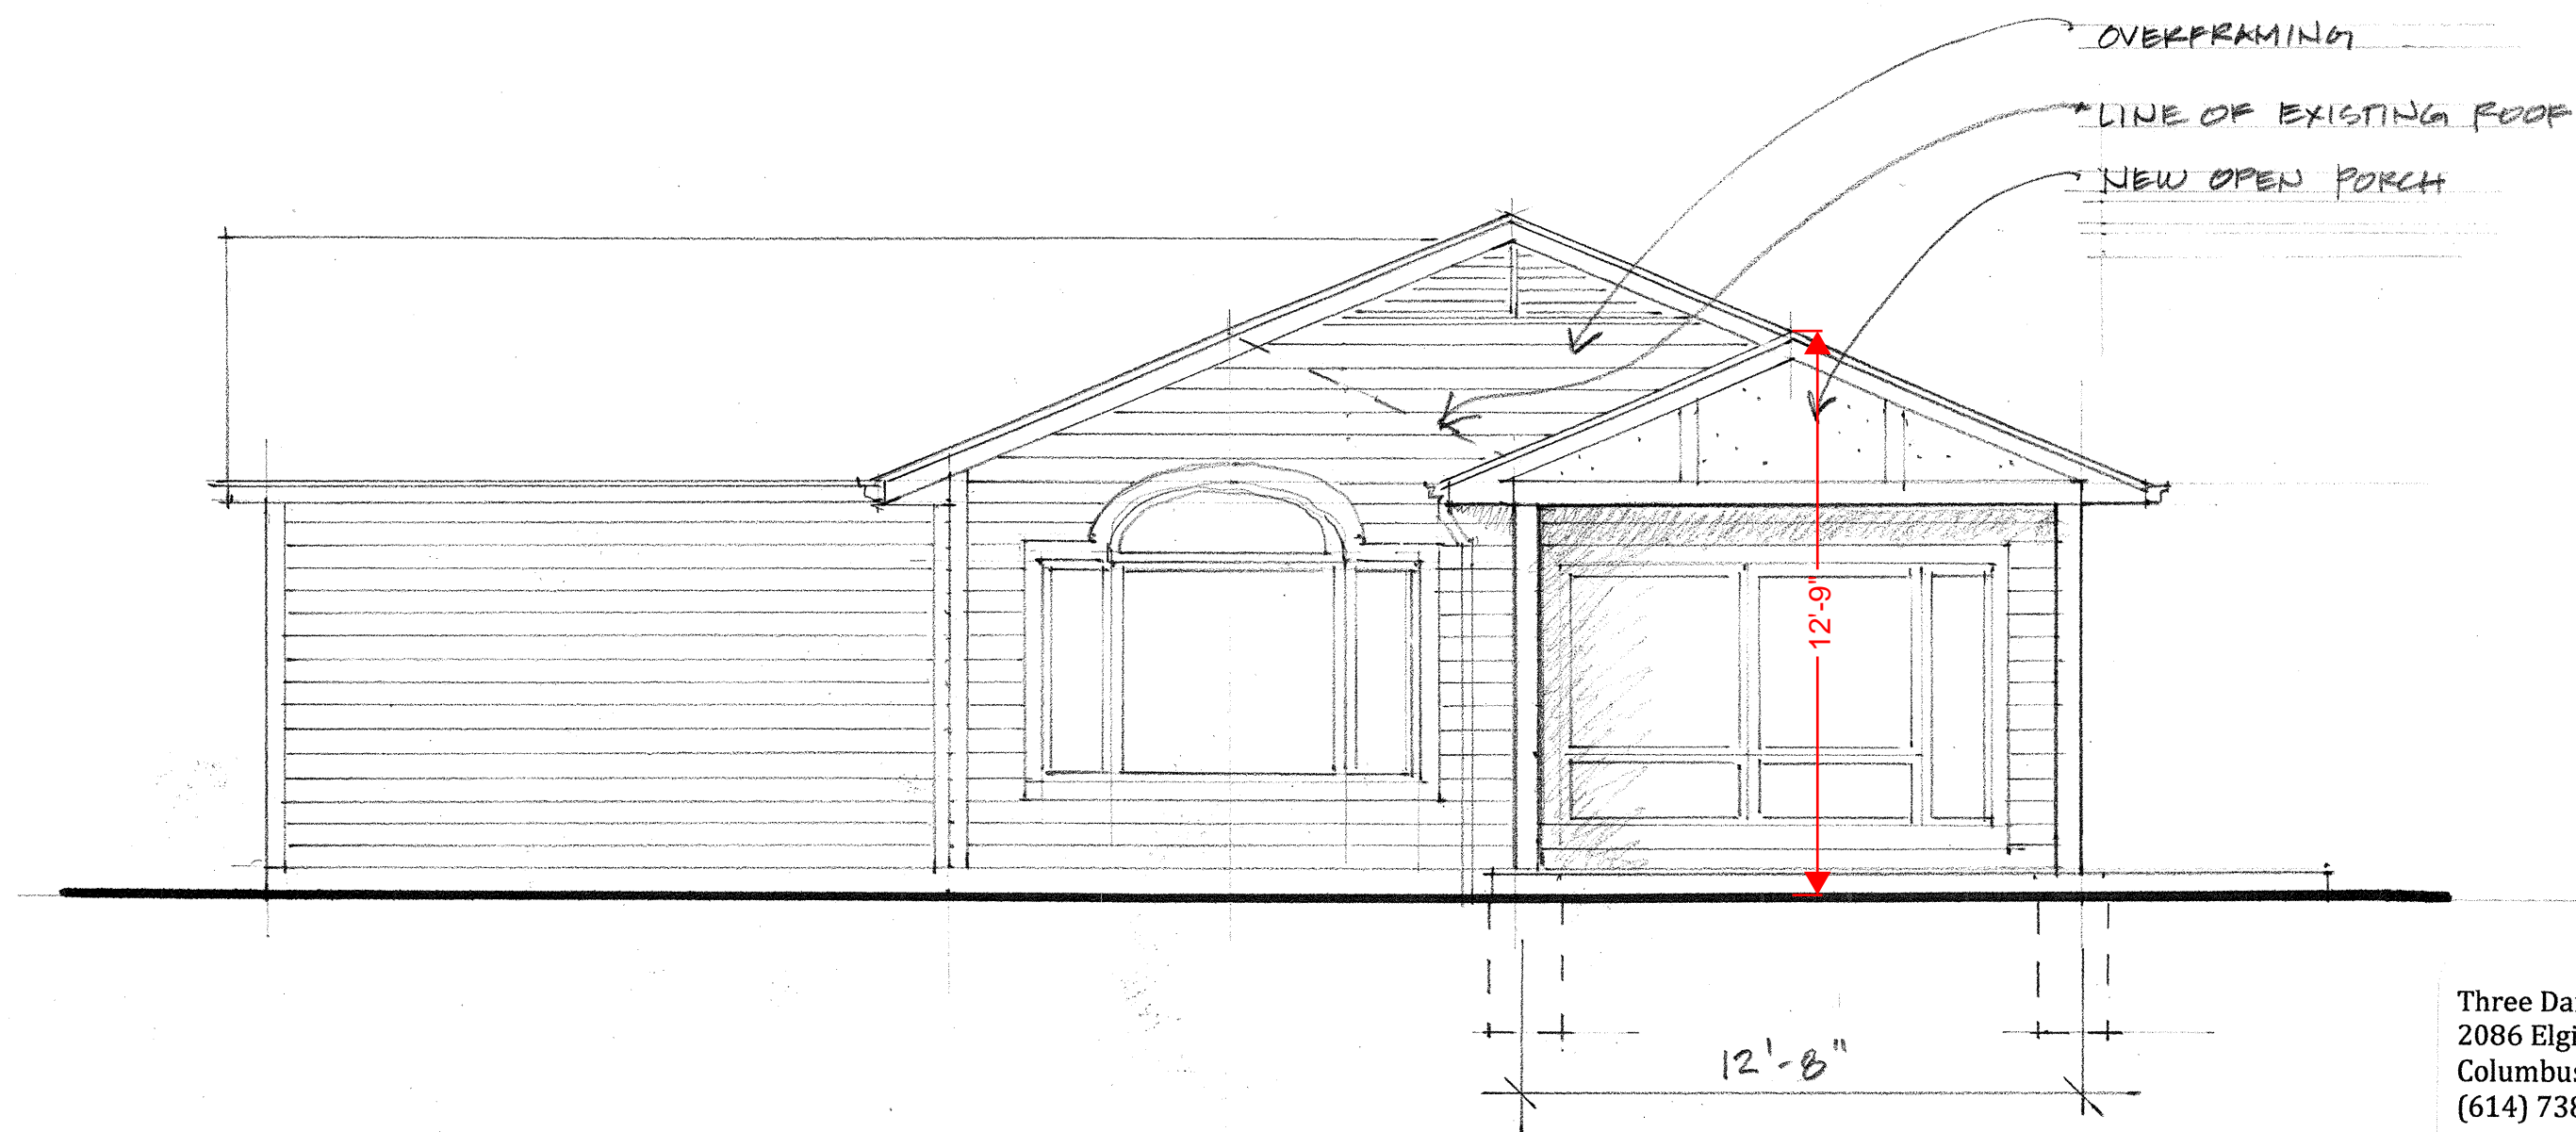 OVERFRAMING
LINE OF EXISTING ROOF
NEW OPEN PORCH
12'-9"
12'-8"
Three Da
2086 Elgi
Columbus
(614) 738